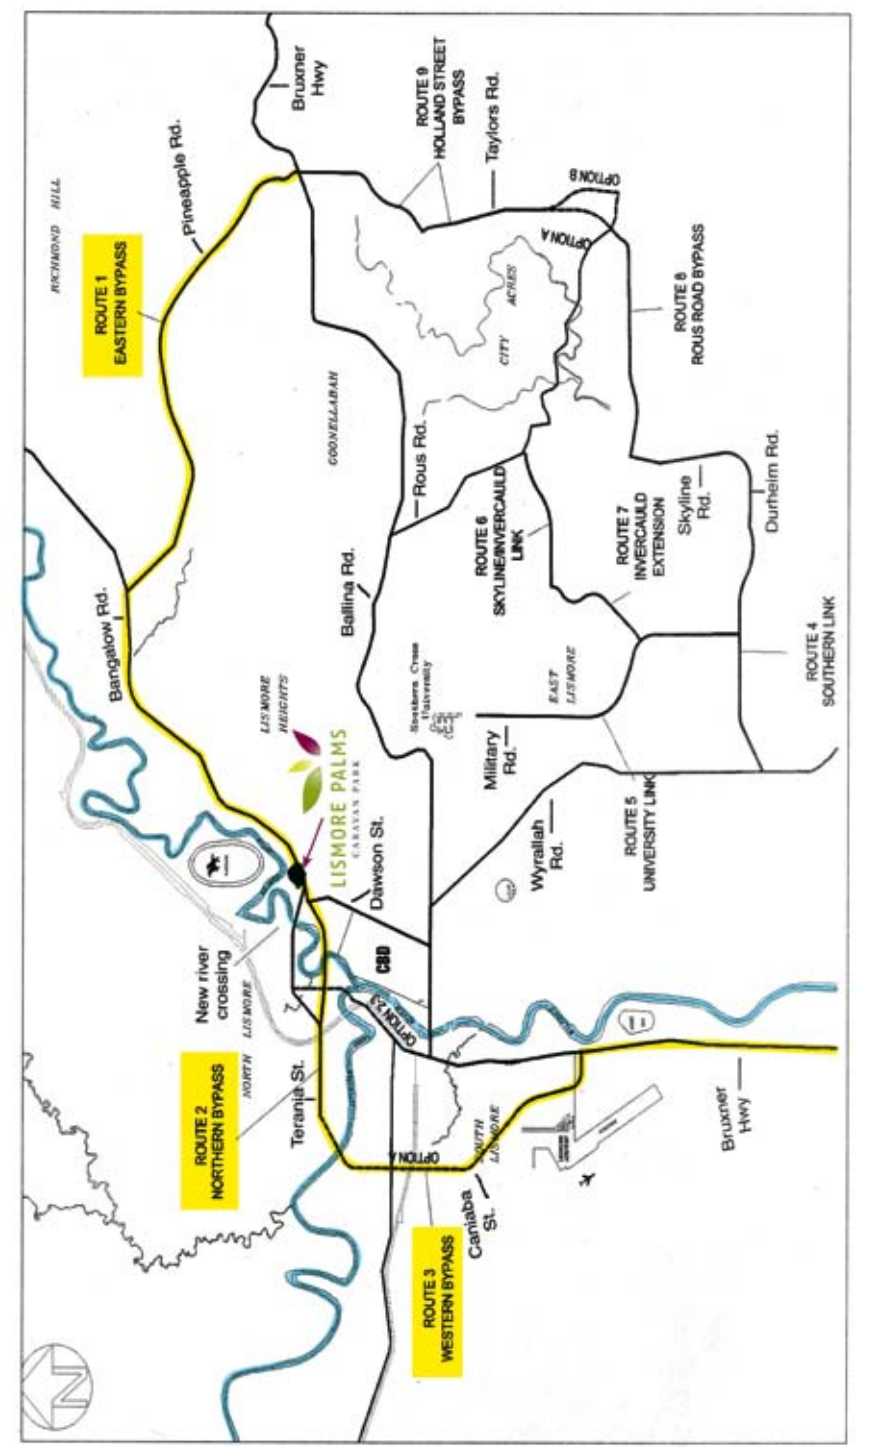 RICHMOND HILL
ROUTE 1
EASTERN BYPASS
Pineapple Rd.
Bruxner
Hwy
ROUTE 9
HOLLAND STREET
BYPASS
Taylors Rd.
OPTION B
OPTION A
CITY ACRES
ROUTE 8
ROUS ROAD BYPASS
GOONELLABAH
Rous Rd.
ROUTE 6
SKYLINE/INVERCAULD
LINK
ROUTE 7
INVERCAULD
EXTENSION
Skyline
Rd.
Durheim Rd.
Bangalow Rd.
Ballina Rd.
LISMORE
HEIGHTS
Southern Cross
University
EAST
LISMORE
ROUTE 4
SOUTHERN LINK
Military
Rd.
LISMORE PALMS
CARAVAN PARK
Wyrallah
Rd.
ROUTE 5
UNIVERSITY LINK
Dawson St.
CBD
New river
crossing
NORTH LISMORE
OPTION 2-3
ROUTE 2
NORTHERN BYPASS
Terania St.
OPTION A
SOUTH
LISMORE
Bruxner
Hwy
Caniaba
St.
ROUTE 3
WESTERN BYPASS
N